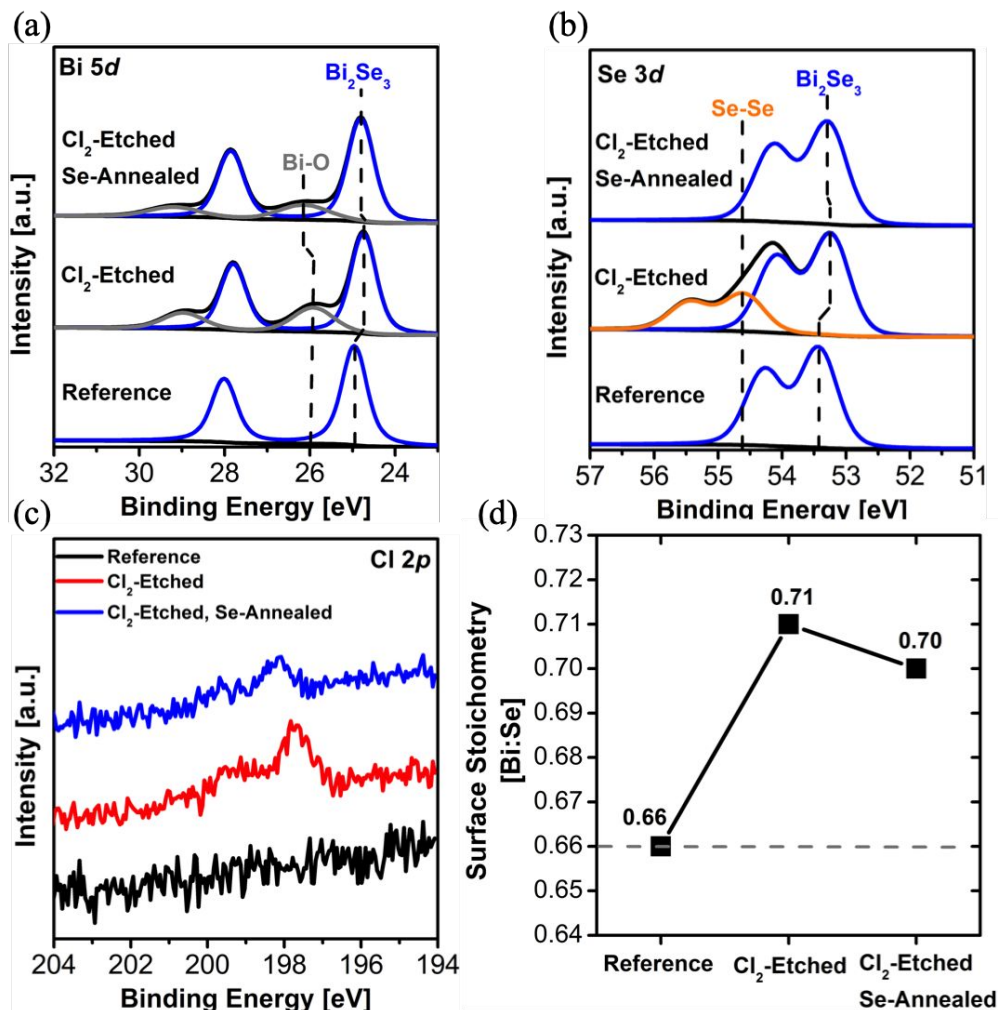 (a)
Bi 5d
Bi₂Se₃
Cl₂-Etched
Se-Annealed
Bi-O
Cl₂-Etched
Reference
Intensity [a.u.]
32 30 28 26 24
Binding Energy [eV]
(b)
Se 3d
Bi₂Se₃
Se-Se
Cl₂-Etched
Se-Annealed
Cl₂-Etched
Reference
Intensity [a.u.]
57 56 55 54 53 52 51
Binding Energy [eV]
(c)
Cl 2p
Reference
Cl₂-Etched
Cl₂-Etched, Se-Annealed
Intensity [a.u.]
204 202 200 198 196 194
Binding Energy [eV]
(d)
0.73
0.72
0.71
0.70
0.69
0.68
0.67
0.66
0.65
0.64
Surface Stoichometry
[Bi:Se]
0.71
0.70
0.66
Reference Cl₂-Etched Cl₂-Etched
Se-Annealed